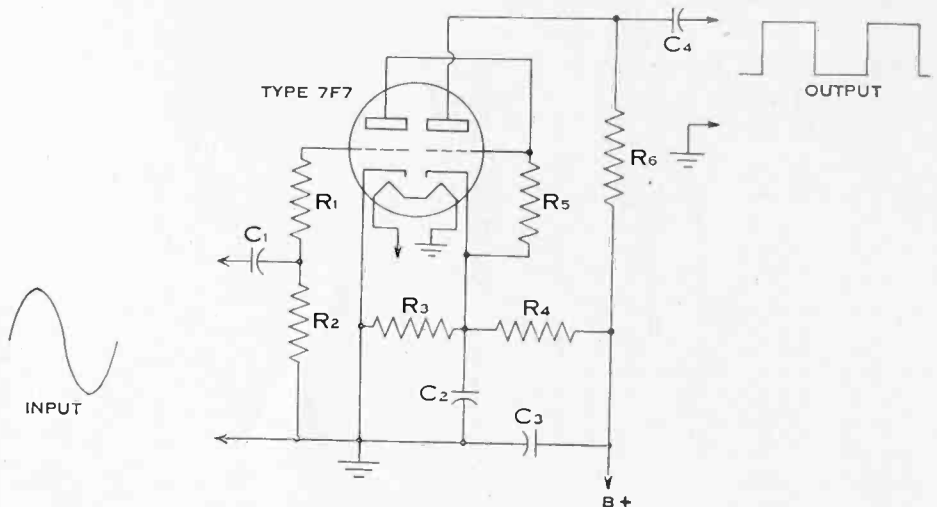 C4
TYPE 7F7
OUTPUT
R6
R1
R5
C1
R2
R3
R4
C2
C3
INPUT
B+